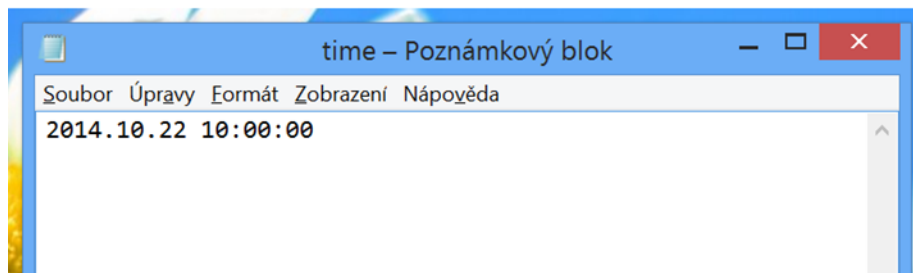 time – Poznámkový blok
Soubor Úpravy Formát Zobrazení Nápověda
2014.10.22 10:00:00